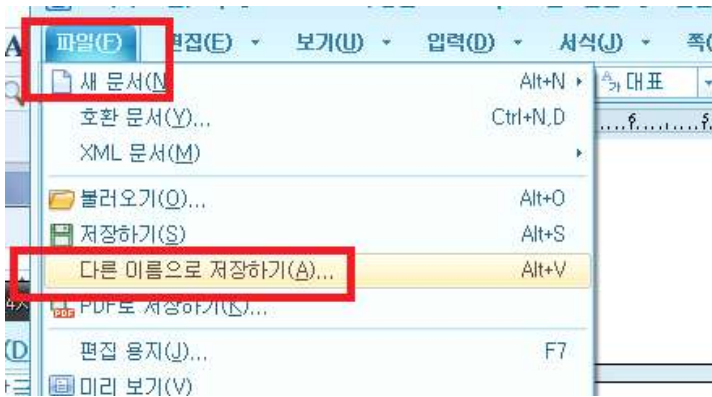 파일(F) 편집(E) 보기(U) 입력(D) 서식(J) 쪽(
새 문서(N Alt+N 대표
호환 문서(Y)... Ctrl+N,D
XML 문서(M)
불러오기(O)... Alt+O
저장하기(S) Alt+S
다른 이름으로 저장하기(A)... Alt+V
PDF로 저장하기(K)...
편집 용지(J)... F7
미리 보기(V)